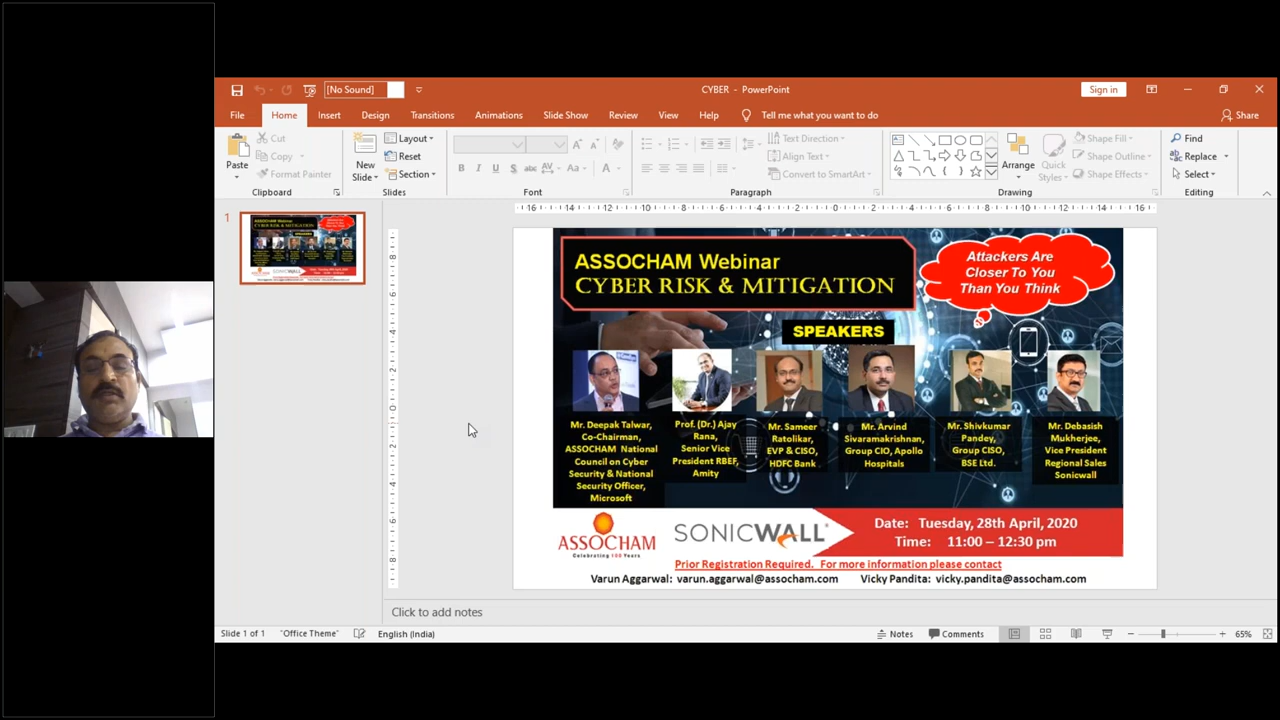 [No Sound]
CYBER - PowerPoint
Sign in
File Home Insert Design Transitions Animations Slide Show Review View Help Tell me what you want to do Share
Paste
Cut
Copy
Format Painter
Clipboard
New
Slide
Layout
Reset
Section
Slides
Font
Text Direction
Align Text
Convert to SmartArt
Paragraph
Arrange
Quick
Styles
Shape Fill
Shape Outline
Shape Effects
Drawing
Find
Replace
Select
Editing
1
ASSOCHAM Webinar
CYBER RISK & MITIGATION
Attackers Are
Closer To You
Than You Think
SPEAKERS
Mr. Deepak Talwar,
Co-Chairman,
ASSOCHAM National
Council on Cyber
Security & National
Security Officer,
Microsoft
Prof. (Dr.) Ajay
Rana,
Senior Vice
President RBEF,
Amity
Mr. Sameer
Ratolikar,
EVP & CISO,
HDFC Bank
Mr. Arvind
Sivaramakrishnan,
Group CIO, Apollo
Hospitals
Mr. Shivkumar
Pandey,
Group CISO,
BSE Ltd.
Mr. Debasish
Mukherjee,
Vice President
Regional Sales
Sonicwall
ASSOCHAM
Celebrating 100 Years
SONICWALL
Date: Tuesday, 28th April, 2020
Time: 11:00 – 12:30 pm
Prior Registration Required. For more information please contact
Varun Aggarwal: varun.aggarwal@assocham.com Vicky Pandita: vicky.pandita@assocham.com
Click to add notes
Slide 1 of 1 "Office Theme" English (India) Notes Comments 65%